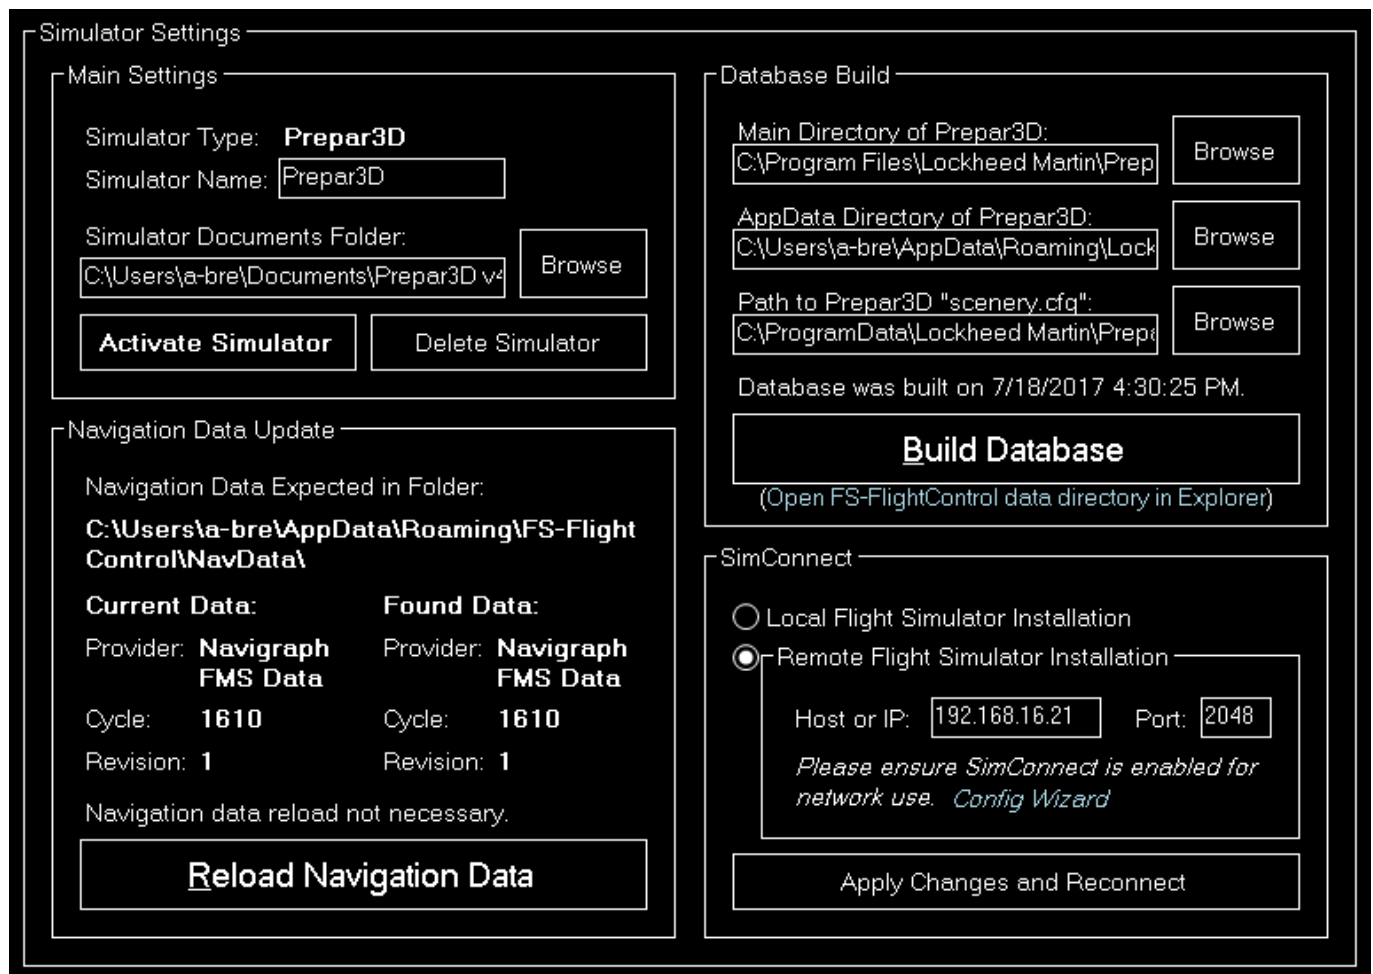 Simulator Settings
Main Settings
Simulator Type: Prepar3D
Simulator Name: Prepar3D
Simulator Documents Folder:
C:\Users\a-bre\Documents\Prepar3D v4
Browse
Activate Simulator
Delete Simulator
Navigation Data Update
Navigation Data Expected in Folder:
C:\Users\a-bre\AppData\Roaming\FS-Flight
Control\NavData\
Current Data: Found Data:
Provider: Navigraph Provider: Navigraph
FMS Data FMS Data
Cycle: 1610 Cycle: 1610
Revision: 1 Revision: 1
Navigation data reload not necessary.
Reload Navigation Data
Database Build
Main Directory of Prepar3D:
C:\Program Files\Lockheed Martin\Prep
Browse
AppData Directory of Prepar3D:
C:\Users\a-bre\AppData\Roaming\Lock
Browse
Path to Prepar3D "scenery.cfg":
C:\ProgramData\Lockheed Martin\Prepa
Browse
Database was built on 7/18/2017 4:30:25 PM.
Build Database
(Open FS-FlightControl data directory in Explorer)
SimConnect
Local Flight Simulator Installation
Remote Flight Simulator Installation
Host or IP: 192.168.16.21 Port: 2048
Please ensure SimConnect is enabled for
network use. Config Wizard
Apply Changes and Reconnect